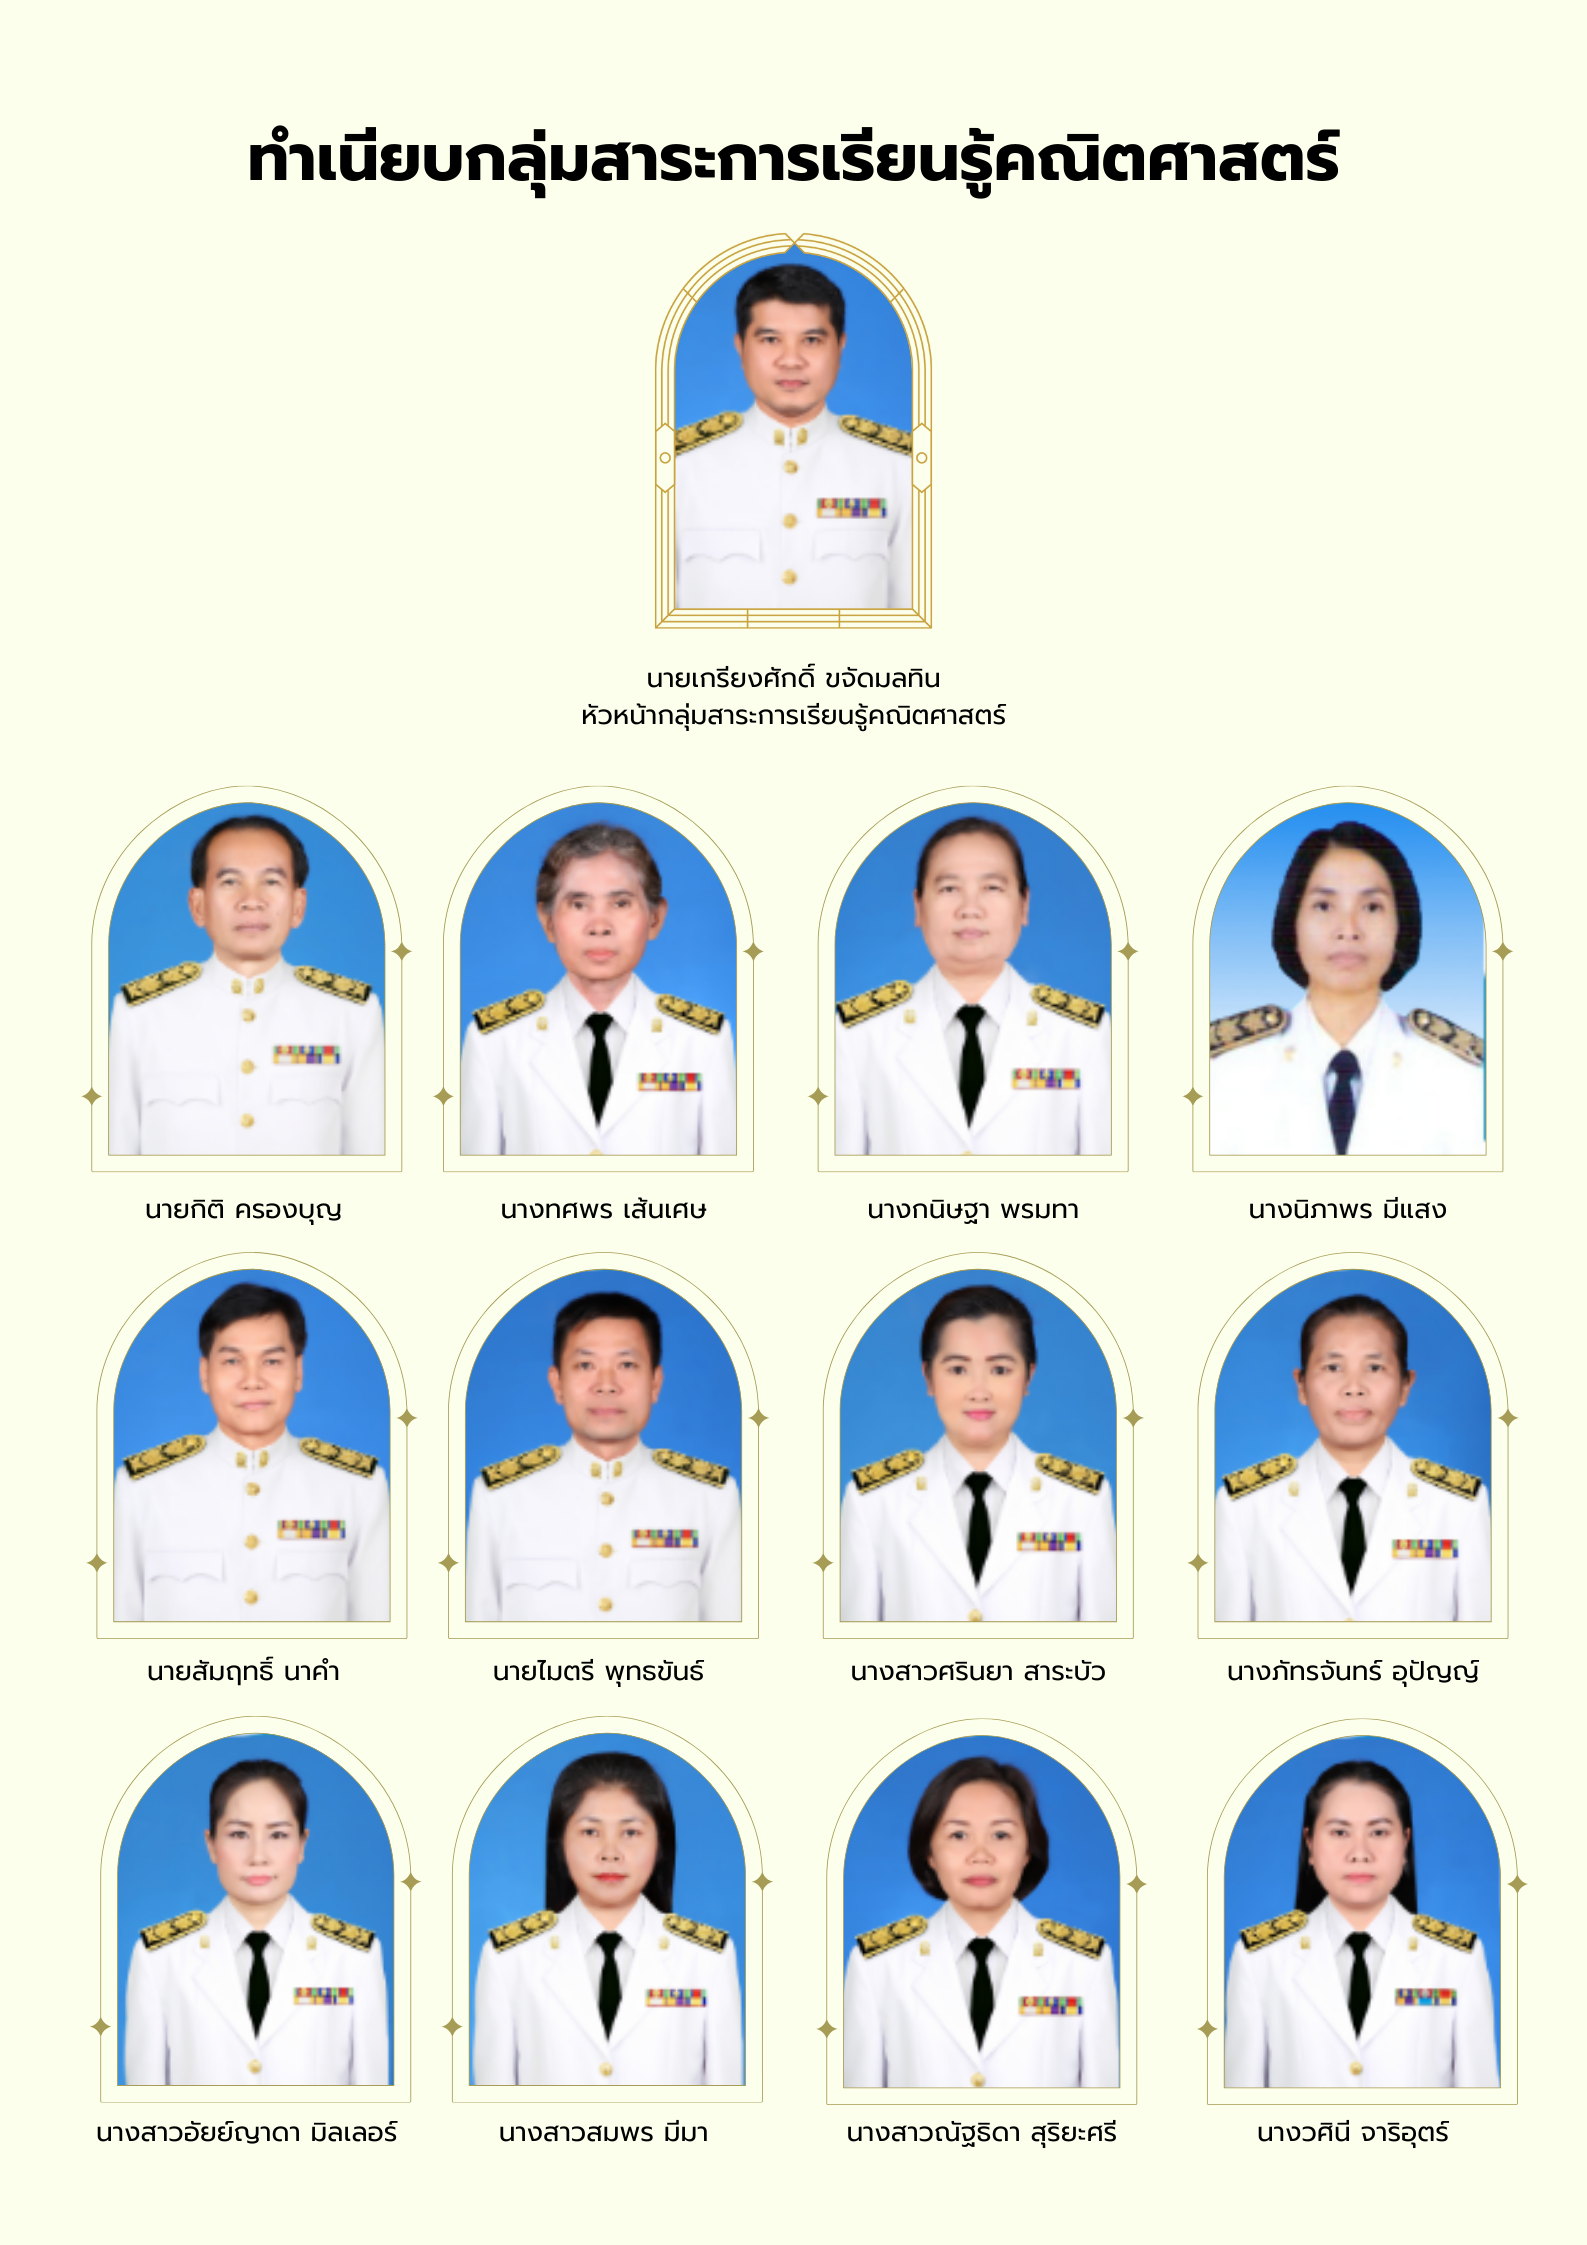 ทำเนียบกลุ่มสาระการเรียนรู้คณิตศาสตร์
นายเกรียงศักดิ์ ขจัดมลทิน
หัวหน้ากลุ่มสาระการเรียนรู้คณิตศาสตร์
นายกิติ ครองบุญ
นางทศพร เส้นเศษ
นางกนิษฐา พรมทา
นางนิภาพร มีแสง
นายสัมฤทธิ์ นาคำ
นายไมตรี พุทธขันธ์
นางสาวศรินยา สาระบัว
นางภัทรจันทร์ อุปัญญ์
นางสาวอัยย์ญาดา มิลเลอร์
นางสาวสมพร มีมา
นางสาวณัฐธิดา สุริยะศรี
นางวศินี จาริอุตร์